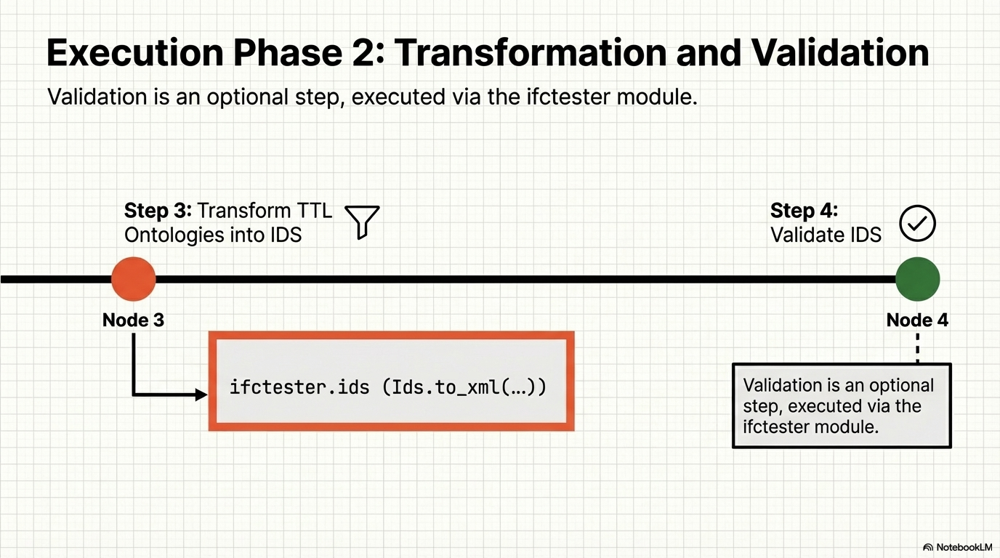 Execution Phase 2: Transformation and Validation
Validation is an optional step, executed via the ifctester module.
Step 3: Transform TTL
Ontologies into IDS
Step 4:
Validate IDS
Node 3
Node 4
ifctester.ids (Ids.to_xml(…))
Validation is an optional
step, executed via the
ifctester module.
NotebookLM